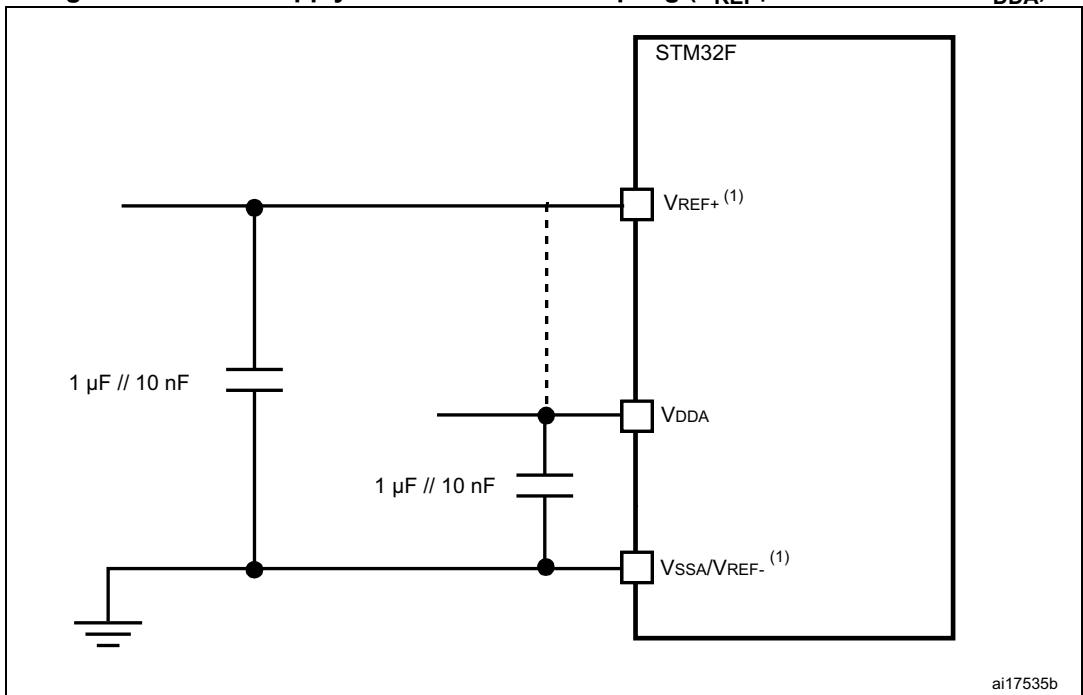 STM32F
VREF+ (1)
1 µF // 10 nF
VDDA
1 µF // 10 nF
VSSA/VREF- (1)
ai17535b